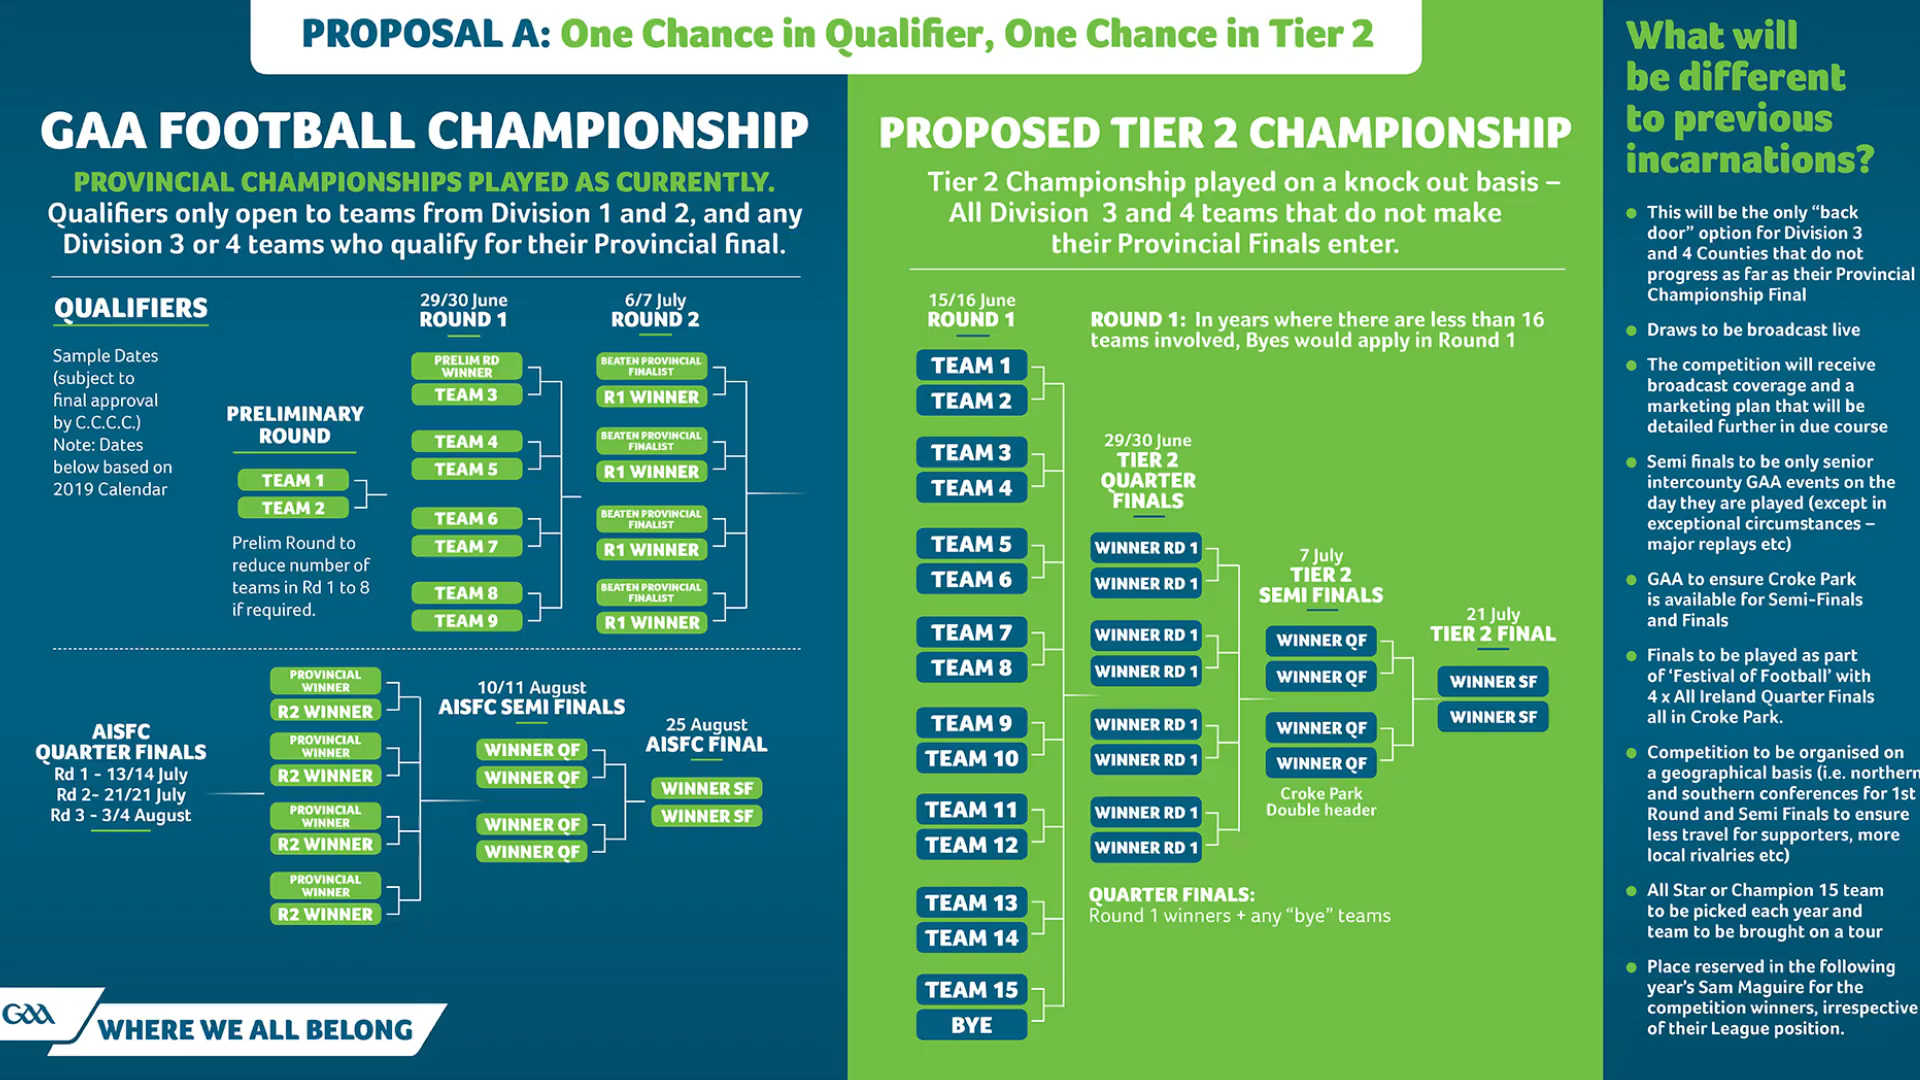 PROPOSAL A: One Chance in Qualifier, One Chance in Tier 2
GAA FOOTBALL CHAMPIONSHIP
PROVINCIAL CHAMPIONSHIPS PLAYED AS CURRENTLY.
Qualifiers only open to teams from Division 1 and 2, and any
Division 3 or 4 teams who qualify for their Provincial final.
QUALIFIERS
Sample Dates
(subject to
final approval
by C.C.C.C.)
Note: Dates
below based on
2019 Calendar
PRELIMINARY
ROUND
TEAM 1
TEAM 2
Prelim Round to
reduce number of
teams in Rd 1 to 8
if required.
29/30 June
ROUND 1
PRELIM RD
WINNER
TEAM 3
TEAM 4
TEAM 5
TEAM 6
TEAM 7
TEAM 8
TEAM 9
6/7 July
ROUND 2
BEATEN PROVINCIAL
FINALIST
R1 WINNER
BEATEN PROVINCIAL
FINALIST
R1 WINNER
BEATEN PROVINCIAL
FINALIST
R1 WINNER
BEATEN PROVINCIAL
FINALIST
R1 WINNER
AISFC
QUARTER FINALS
Rd 1 - 13/14 July
Rd 2- 21/21 July
Rd 3 - 3/4 August
PROVINCIAL
WINNER
R2 WINNER
PROVINCIAL
WINNER
R2 WINNER
PROVINCIAL
WINNER
R2 WINNER
PROVINCIAL
WINNER
R2 WINNER
10/11 August
AISFC SEMI FINALS
WINNER QF
WINNER QF
WINNER QF
WINNER QF
25 August
AISFC FINAL
WINNER SF
WINNER SF
GAA
WHERE WE ALL BELONG
PROPOSED TIER 2 CHAMPIONSHIP
Tier 2 Championship played on a knock out basis –
All Division 3 and 4 teams that do not make
their Provincial Finals enter.
15/16 June
ROUND 1
TEAM 1
TEAM 2
TEAM 3
TEAM 4
TEAM 5
TEAM 6
TEAM 7
TEAM 8
TEAM 9
TEAM 10
TEAM 11
TEAM 12
TEAM 13
TEAM 14
TEAM 15
BYE
ROUND 1: In years where there are less than 16
teams involved, Byes would apply in Round 1
29/30 June
TIER 2
QUARTER
FINALS
WINNER RD 1
WINNER RD 1
WINNER RD 1
WINNER RD 1
WINNER RD 1
WINNER RD 1
WINNER RD 1
WINNER RD 1
QUARTER FINALS:
Round 1 winners + any “bye” teams
7 July
TIER 2
SEMI FINALS
WINNER QF
WINNER QF
WINNER QF
WINNER QF
Croke Park
Double header
21 July
TIER 2 FINAL
WINNER SF
WINNER SF
What will
be different
to previous
incarnations?
This will be the only “back
door” option for Division 3
and 4 Counties that do not
progress as far as their Provincial
Championship Final
Draws to be broadcast live
The competition will receive
broadcast coverage and a
marketing plan that will be
detailed further in due course
Semi finals to be only senior
intercounty GAA events on the
day they are played (except in
exceptional circumstances –
major replays etc)
GAA to ensure Croke Park
is available for Semi-Finals
and Finals
Finals to be played as part
of ‘Festival of Football’ with
4 x All Ireland Quarter Finals
all in Croke Park.
Competition to be organised on
a geographical basis (i.e. northern
and southern conferences for 1st
Round and Semi Finals to ensure
less travel for supporters, more
local rivalries etc)
All Star or Champion 15 team
to be picked each year and
team to be brought on a tour
Place reserved in the following
year’s Sam Maguire for the
competition winners, irrespective
of their League position.